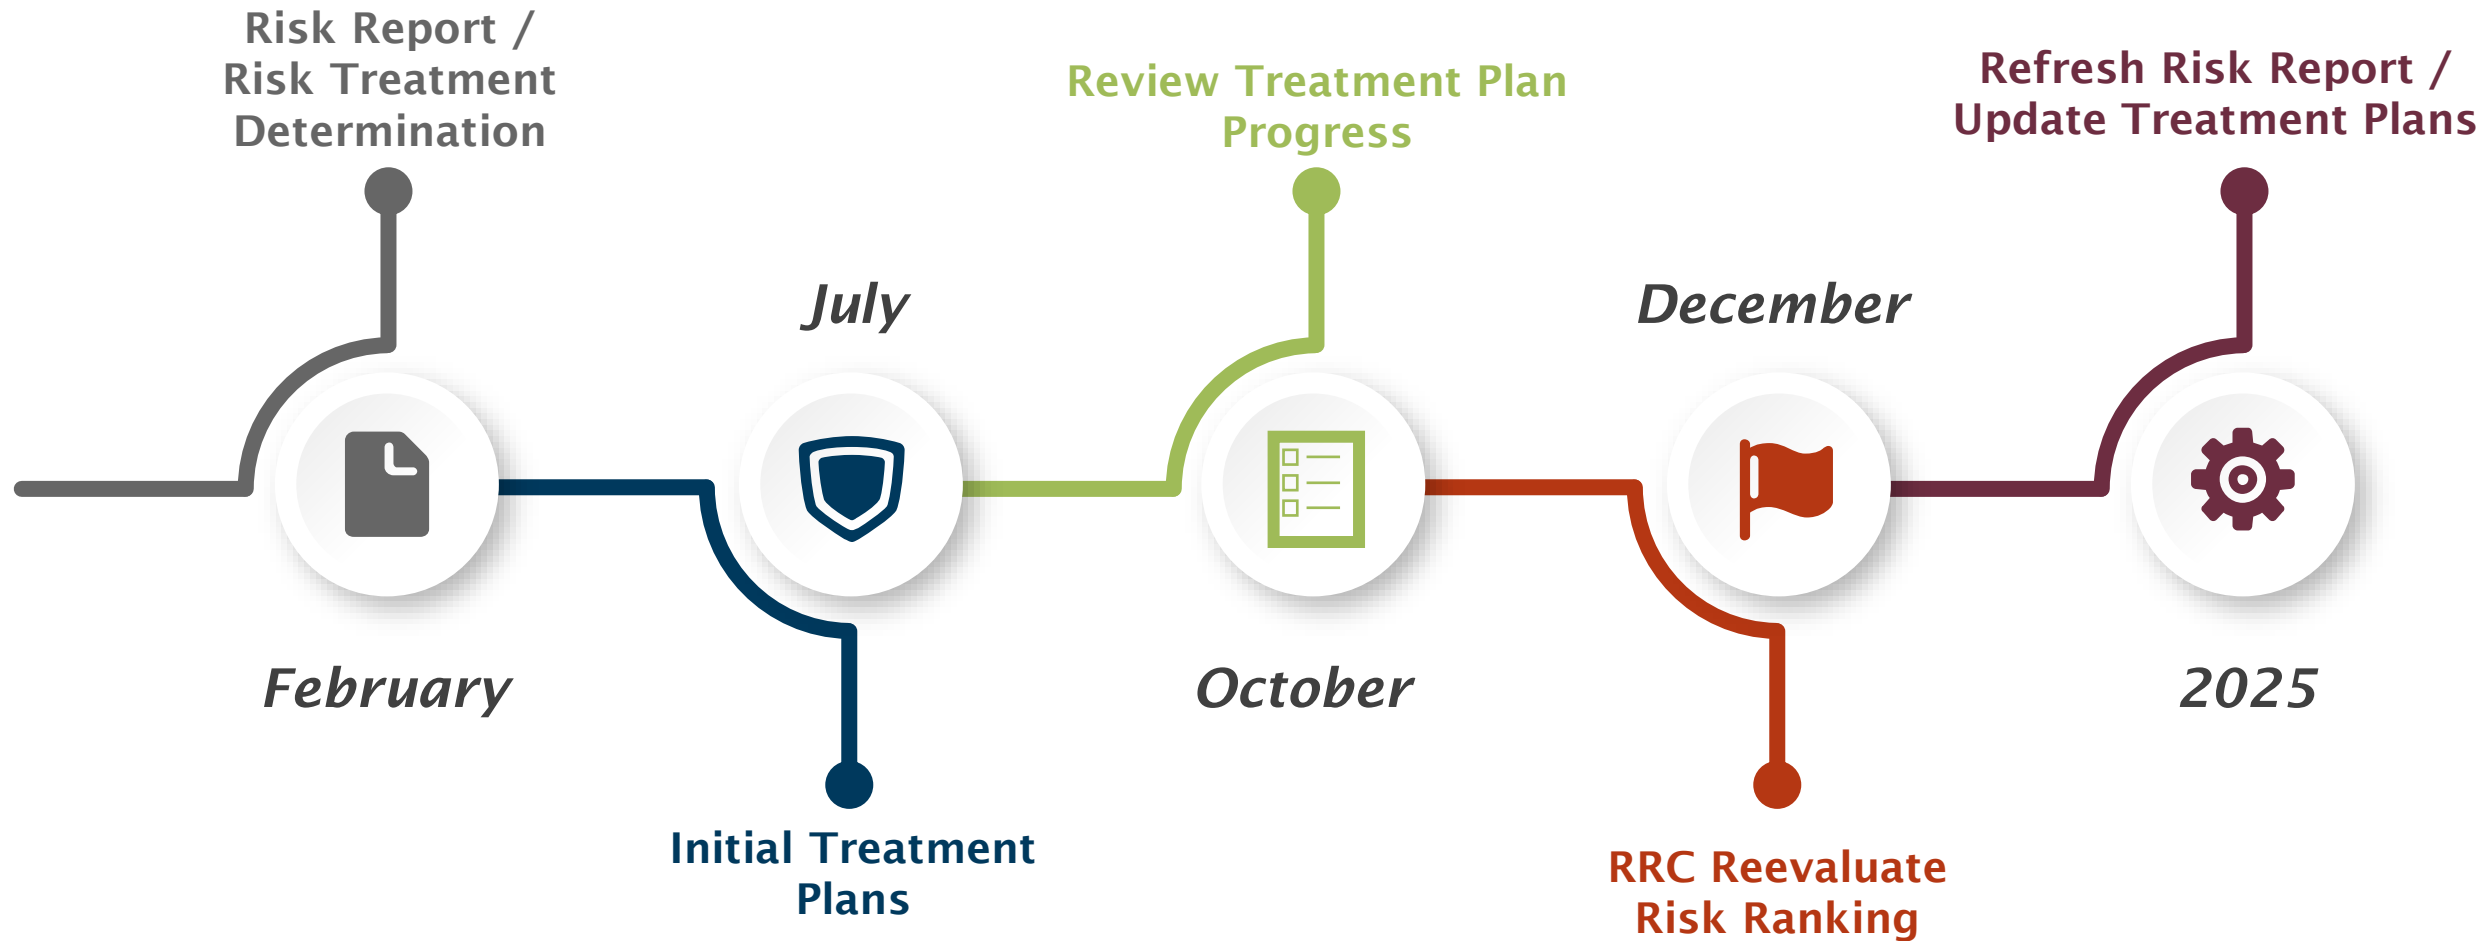 Risk Report /
Risk Treatment
Determination
February
July
Initial Treatment
Plans
Review Treatment Plan
Progress
October
December
RRC Reevaluate
Risk Ranking
Refresh Risk Report /
Update Treatment Plans
2025